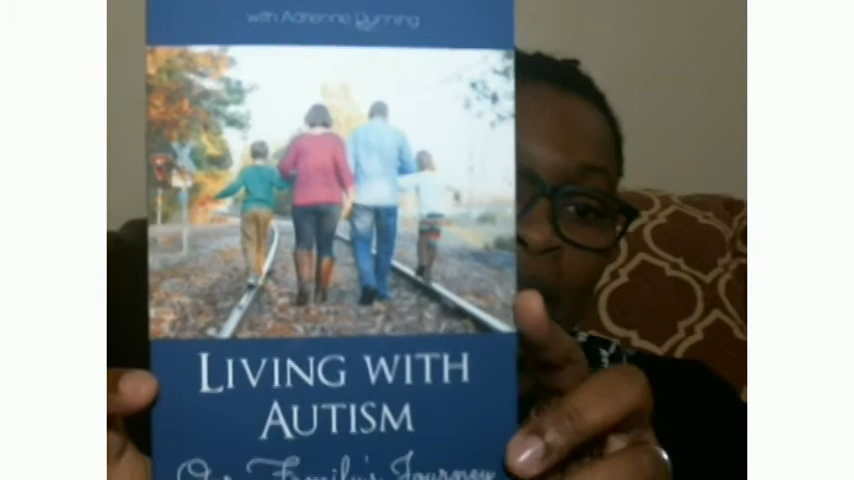 with Adrienne Dunning
LIVING WITH
AUTISM
Our Family's Journey